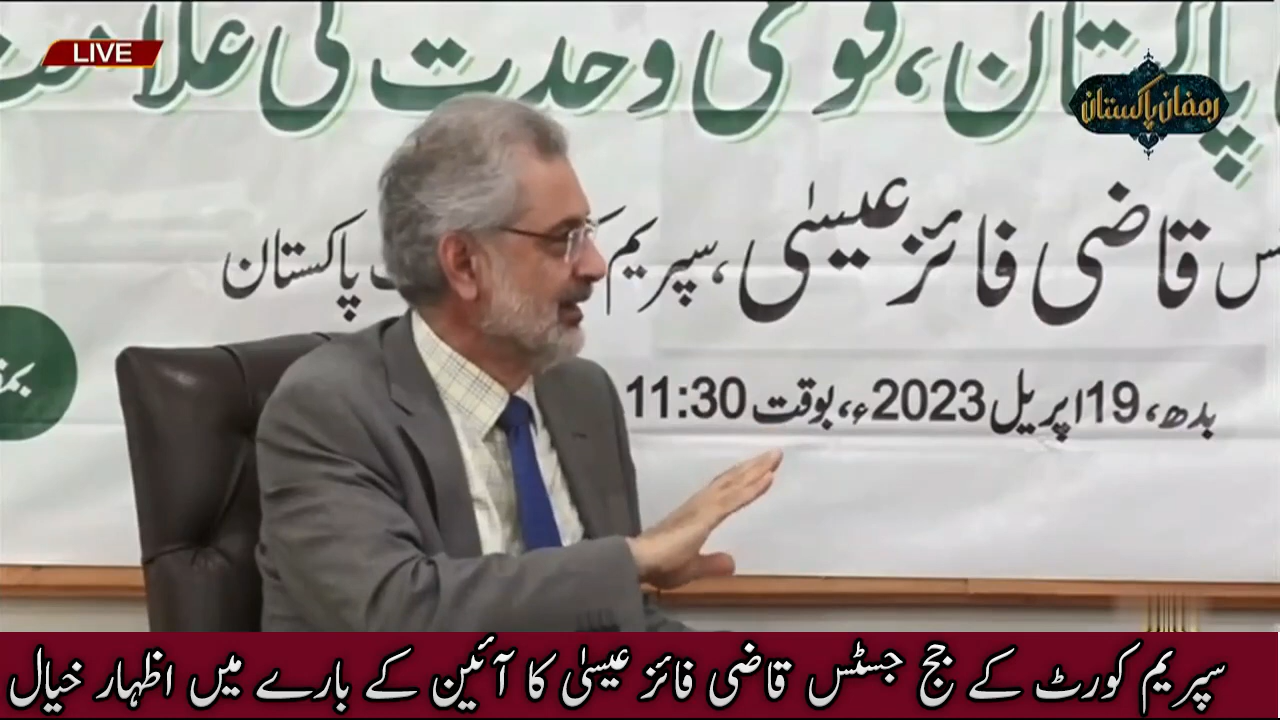 LIVE
پاکستان، قومی وحدت کی علامت
رمضان پاکستان
قاضی فائز عیسیٰ، سپریم
پاکستان
بدھ، 19 اپریل 2023ء، بوقت 11:30
سپریم کورٹ کے جج جسٹس قاضی فائز عیسیٰ کا آئین کے بارے میں اظہار خیال